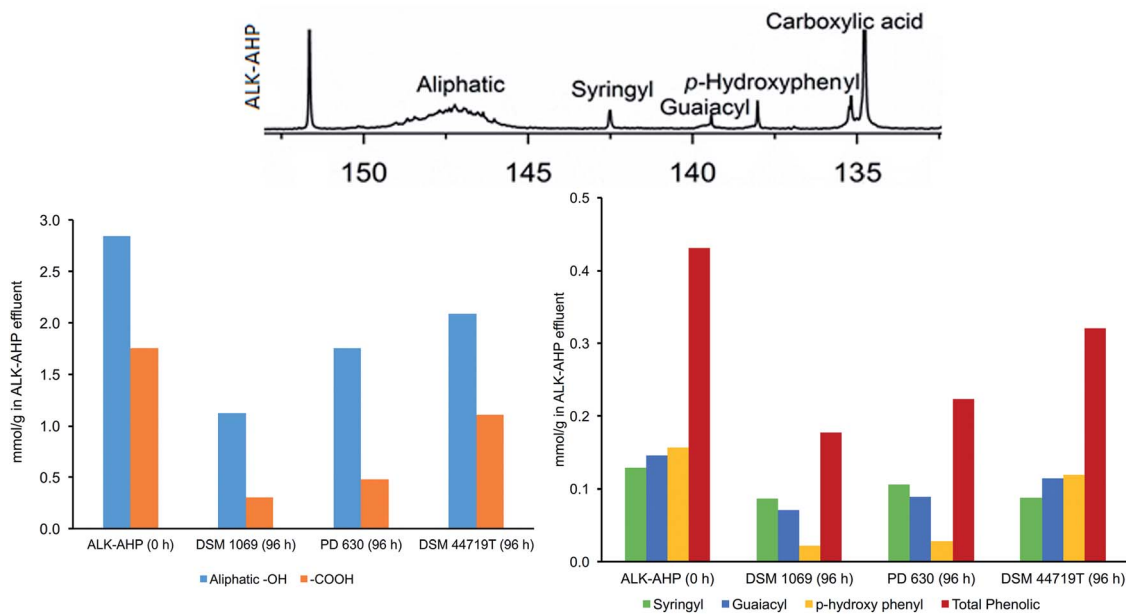 ALK-AHP
Carboxylic acid
Aliphatic
Syringyl
p-Hydroxyphenyl
Guaiacyl
150
145
140
135
mmol/g in ALK-AHP effluent
3.0
2.5
2.0
1.5
1.0
0.5
0.0
ALK-AHP (0 h)
DSM 1069 (96 h)
PD 630 (96 h)
DSM 44719T (96 h)
Aliphatic -OH
-COOH
mmol/g in ALK-AHP effluent
0.5
0.4
0.3
0.2
0.1
0.0
ALK-AHP (0 h)
DSM 1069 (96 h)
PD 630 (96 h)
DSM 44719T (96 h)
Syringyl
Guaiacyl
p-hydroxy phenyl
Total Phenolic